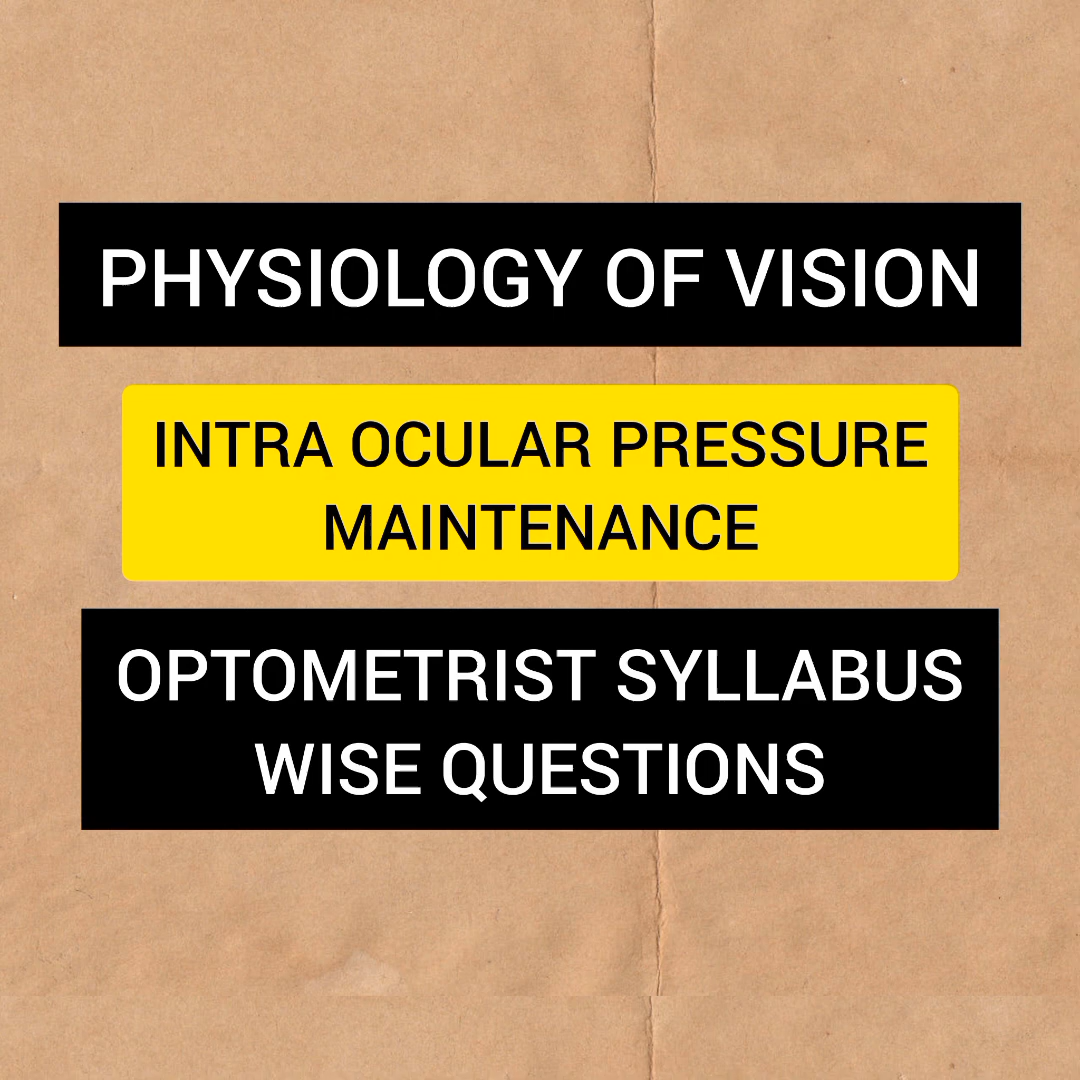 PHYSIOLOGY OF VISION
INTRA OCULAR PRESSURE
MAINTENANCE
OPTOMETRIST SYLLABUS
WISE QUESTIONS